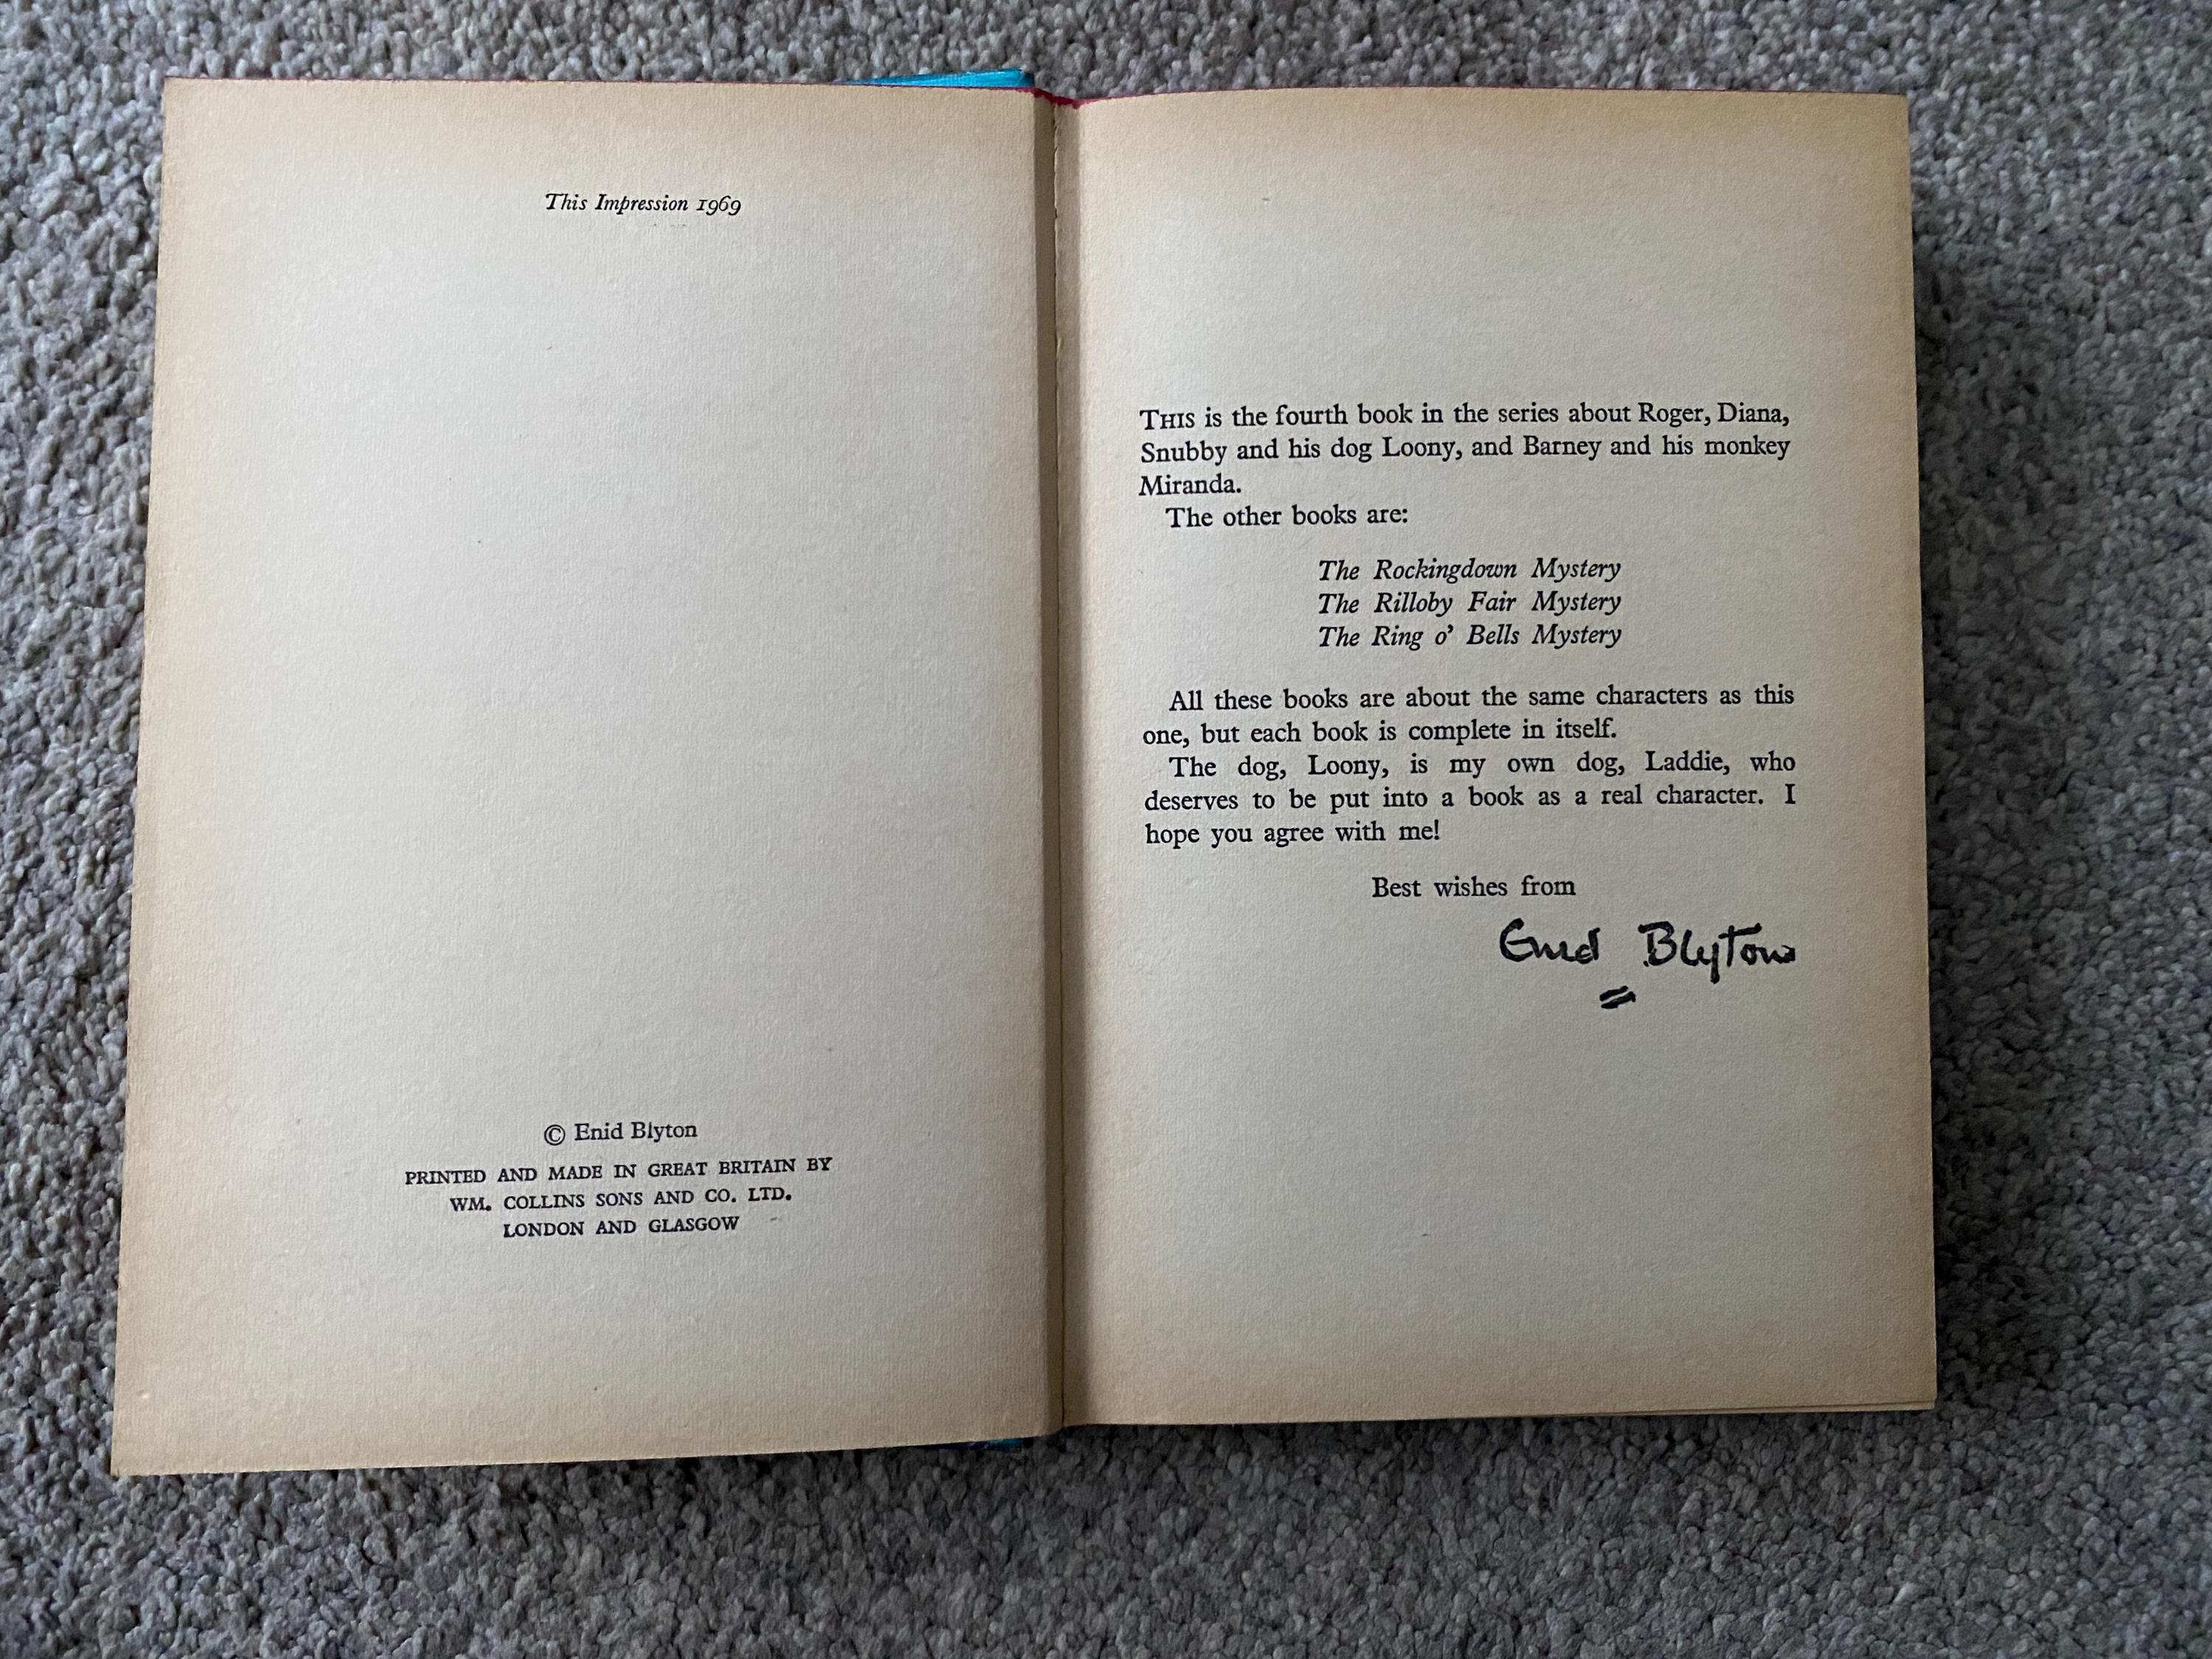 This Impression 1969
© Enid Blyton
PRINTED AND MADE IN GREAT BRITAIN BY
WM. COLLINS SONS AND CO. LTD.
LONDON AND GLASGOW
THIS is the fourth book in the series about Roger, Diana,
Snubby and his dog Loony, and Barney and his monkey
Miranda.
The other books are:
The Rockingdown Mystery
The Rilloby Fair Mystery
The Ring o' Bells Mystery
All these books are about the same characters as this
one, but each book is complete in itself.
The dog, Loony, is my own dog, Laddie, who
deserves to be put into a book as a real character. I
hope you agree with me!
Best wishes from
Enid Blyton